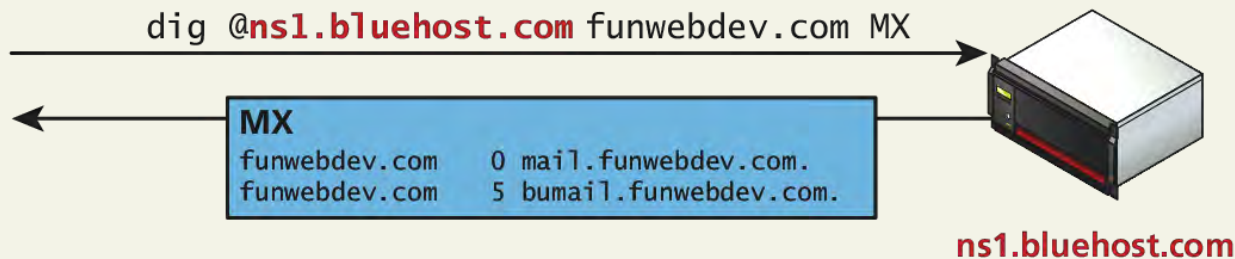 dig @ns1.bluehost.com funwebdev.com MX
MX
funwebdev.com 0 mail.funwebdev.com.
funwebdev.com 5 bumail.funwebdev.com.
ns1.bluehost.com